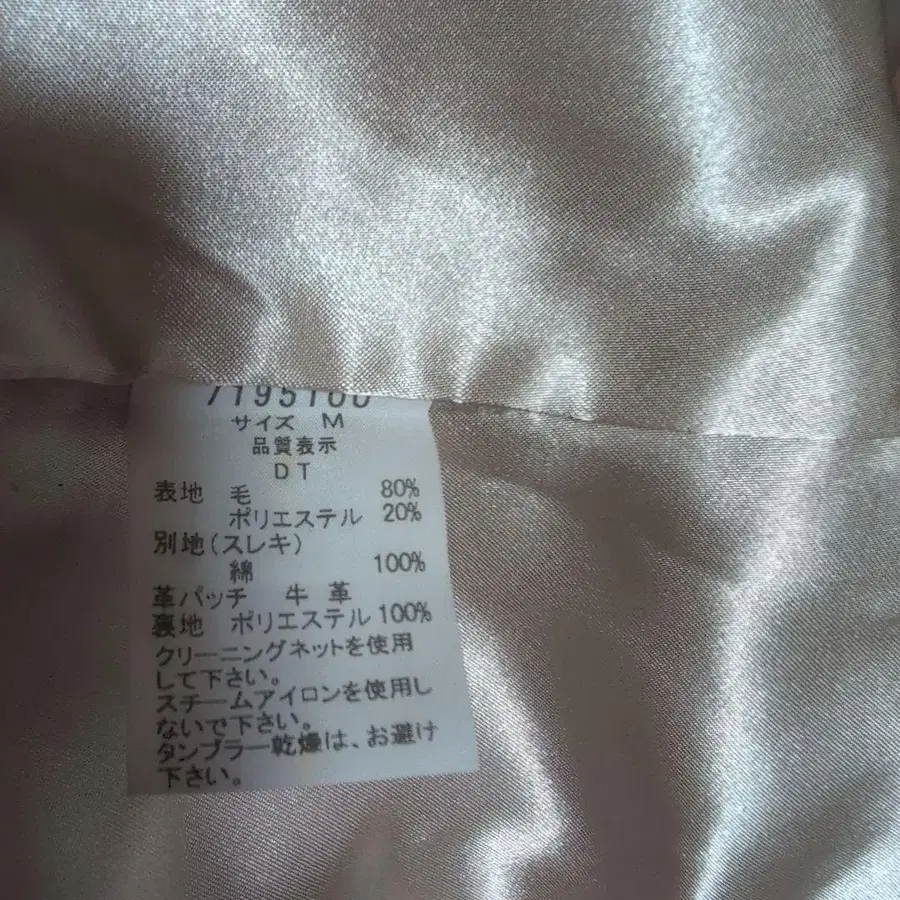 7195160
サイズ M
品質表示
DT
表地 毛 80%
ポリエステル 20%
別地(スレキ)
綿 100%
革パッチ 牛革
裏地 ポリエステル 100%
クリーニングネットを使用
して下さい。
スチームアイロンを使用し
ないで下さい。
タンブラー乾燥は、お避け
下さい。